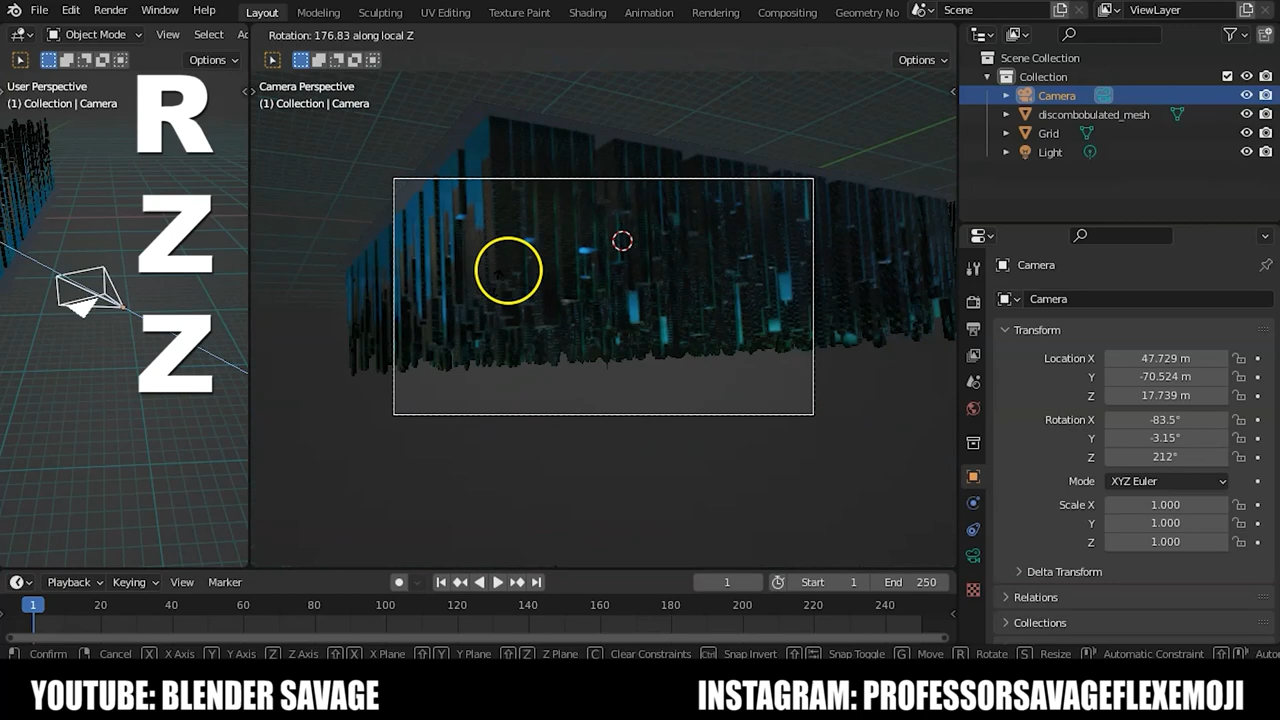 File Edit Render Window Help Layout Modeling Sculpting UV Editing Texture Paint Shading Animation Rendering Compositing Geometry No Scene ViewLayer
Object Mode View Select Ad Rotation: 176.83 along local Z
Options Options
User Perspective
(1) Collection | Camera
Camera Perspective
(1) Collection | Camera
R
Z
Z
Scene Collection
Collection
Camera
discombobulated_mesh
Grid
Light
Camera
Camera
Transform
Location X 47.729 m
Y -70.524 m
Z 17.739 m
Rotation X -83.5°
Y -3.15°
Z 212°
Mode XYZ Euler
Scale X 1.000
Y 1.000
Z 1.000
Delta Transform
Relations
Collections
Playback Keying View Marker 1 Start 1 End 250
1 20 40 60 80 100 120 140 160 180 200 220 240
Confirm Cancel X X Axis Y Y Axis Z Z Axis X X Plane Y Y Plane Z Z Plane C Clear Constraints Ctrl Snap Invert Snap Toggle G Move R Rotate S Resize Automatic Constraint Auto
YOUTUBE: BLENDER SAVAGE INSTAGRAM: PROFESSORSAVAGEFLEXEMOJI